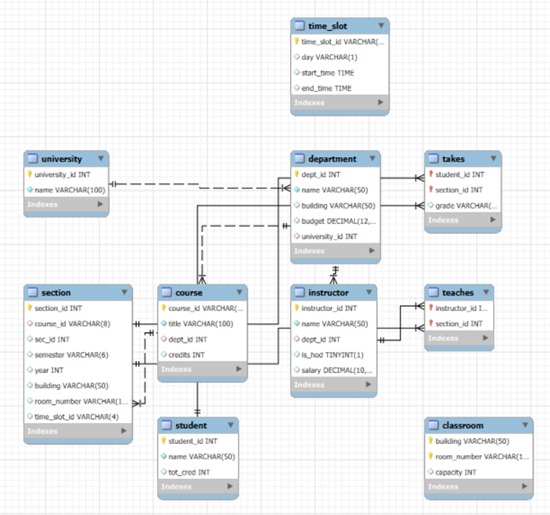 time_slot
time_slot_id VARCHAR(...
day VARCHAR(1)
start_time TIME
end_time TIME
Indexes
university
university_id INT
name VARCHAR(100)
Indexes
department
dept_id INT
name VARCHAR(50)
building VARCHAR(50)
budget DECIMAL(12,...
university_id INT
Indexes
takes
student_id INT
section_id INT
grade VARCHAR(...
Indexes
section
section_id INT
course_id VARCHAR(8)
sec_id INT
semester VARCHAR(6)
year INT
building VARCHAR(50)
room_number VARCHAR(1...
time_slot_id VARCHAR(4)
Indexes
course
course_id VARCHAR(...
title VARCHAR(100)
dept_id INT
credits INT
Indexes
instructor
instructor_id INT
name VARCHAR(50)
dept_id INT
is_hod TINYINT(1)
salary DECIMAL(10,...
Indexes
teaches
instructor_id I...
section_id INT
Indexes
student
student_id INT
name VARCHAR(50)
tot_cred INT
Indexes
classroom
building VARCHAR(50)
room_number VARCHAR(1...
capacity INT
Indexes